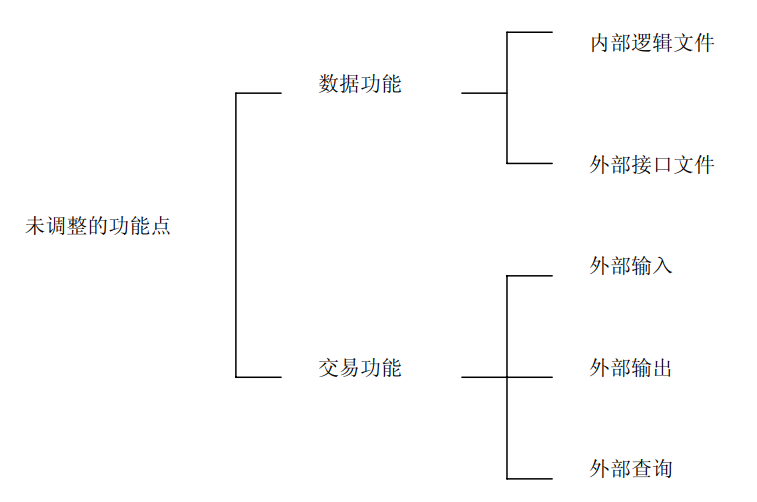 未调整的功能点
数据功能
内部逻辑文件
外部接口文件
交易功能
外部输入
外部输出
外部查询